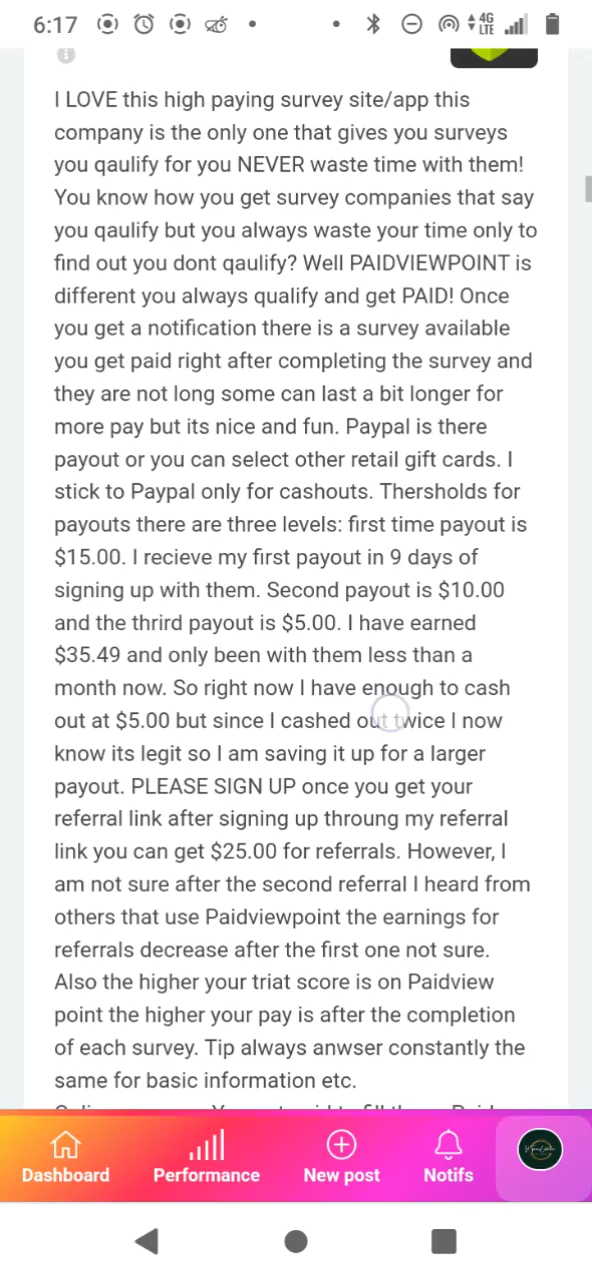 6:17
4G
LTE
I LOVE this high paying survey site/app this
company is the only one that gives you surveys
you qaulify for you NEVER waste time with them!
You know how you get survey companies that say
you qaulify but you always waste your time only to
find out you dont qaulify? Well PAIDVIEWPOINT is
different you always qualify and get PAID! Once
you get a notification there is a survey available
you get paid right after completing the survey and
they are not long some can last a bit longer for
more pay but its nice and fun. Paypal is there
payout or you can select other retail gift cards. I
stick to Paypal only for cashouts. Thersholds for
payouts there are three levels: first time payout is
$15.00. I recieve my first payout in 9 days of
signing up with them. Second payout is $10.00
and the thrird payout is $5.00. I have earned
$35.49 and only been with them less than a
month now. So right now I have enough to cash
out at $5.00 but since I cashed out twice I now
know its legit so I am saving it up for a larger
payout. PLEASE SIGN UP once you get your
referral link after signing up throung my referral
link you can get $25.00 for referrals. However, I
am not sure after the second referral I heard from
others that use Paidviewpoint the earnings for
referrals decrease after the first one not sure.
Also the higher your triat score is on Paidview
point the higher your pay is after the completion
of each survey. Tip always anwser constantly the
same for basic information etc.
Dashboard
Performance
New post
Notifs